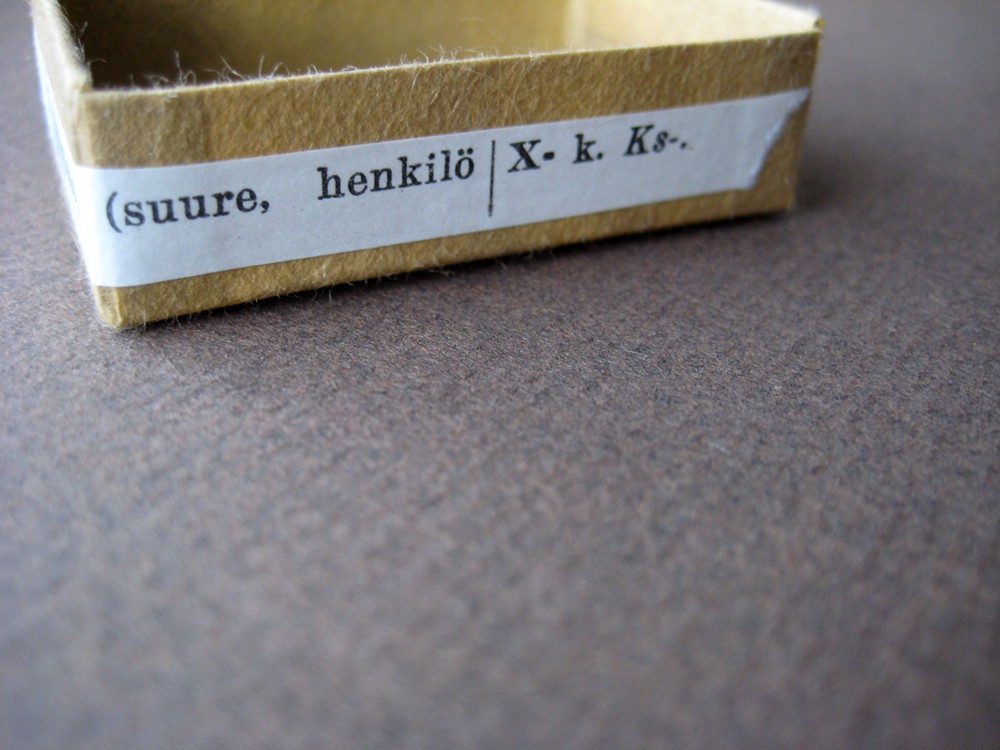 (suure, henkilö | X- k. Ks-.